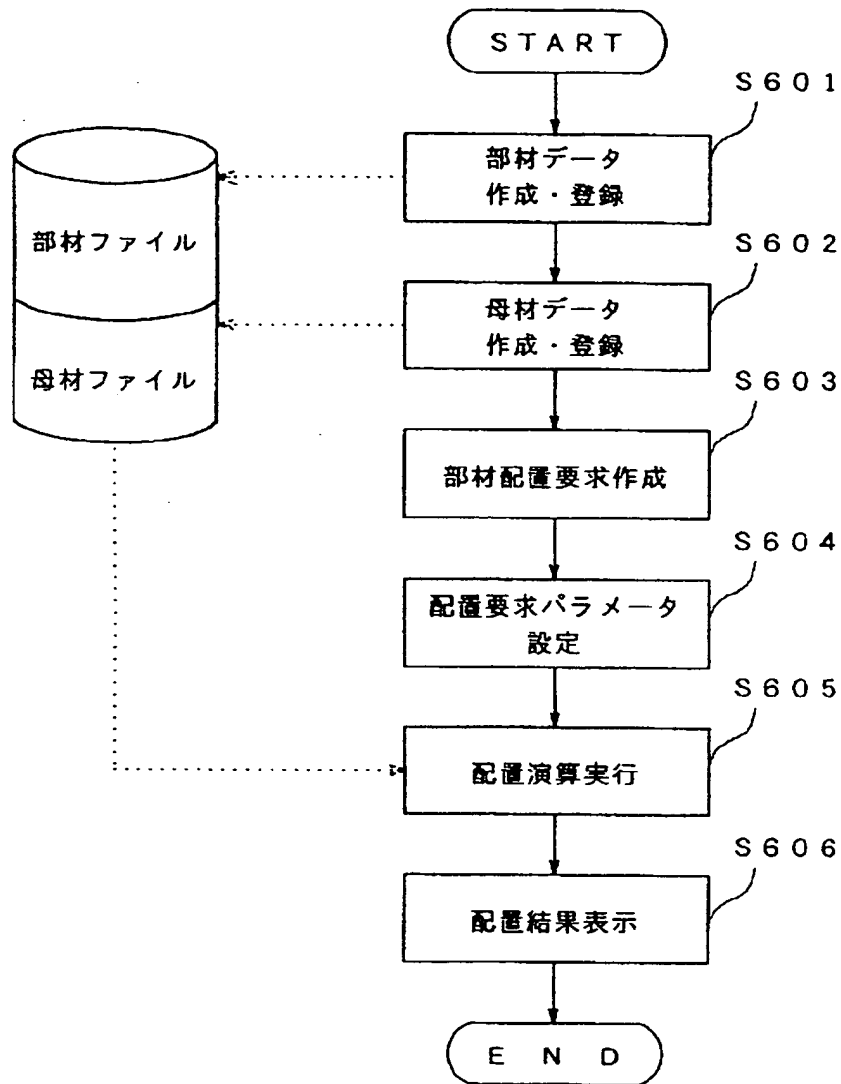 START
S601
部材データ
作成・登録
部材ファイル
S602
母材データ
作成・登録
母材ファイル
S603
部材配置要求作成
S604
配置要求パラメータ
設定
S605
配置演算実行
S606
配置結果表示
END